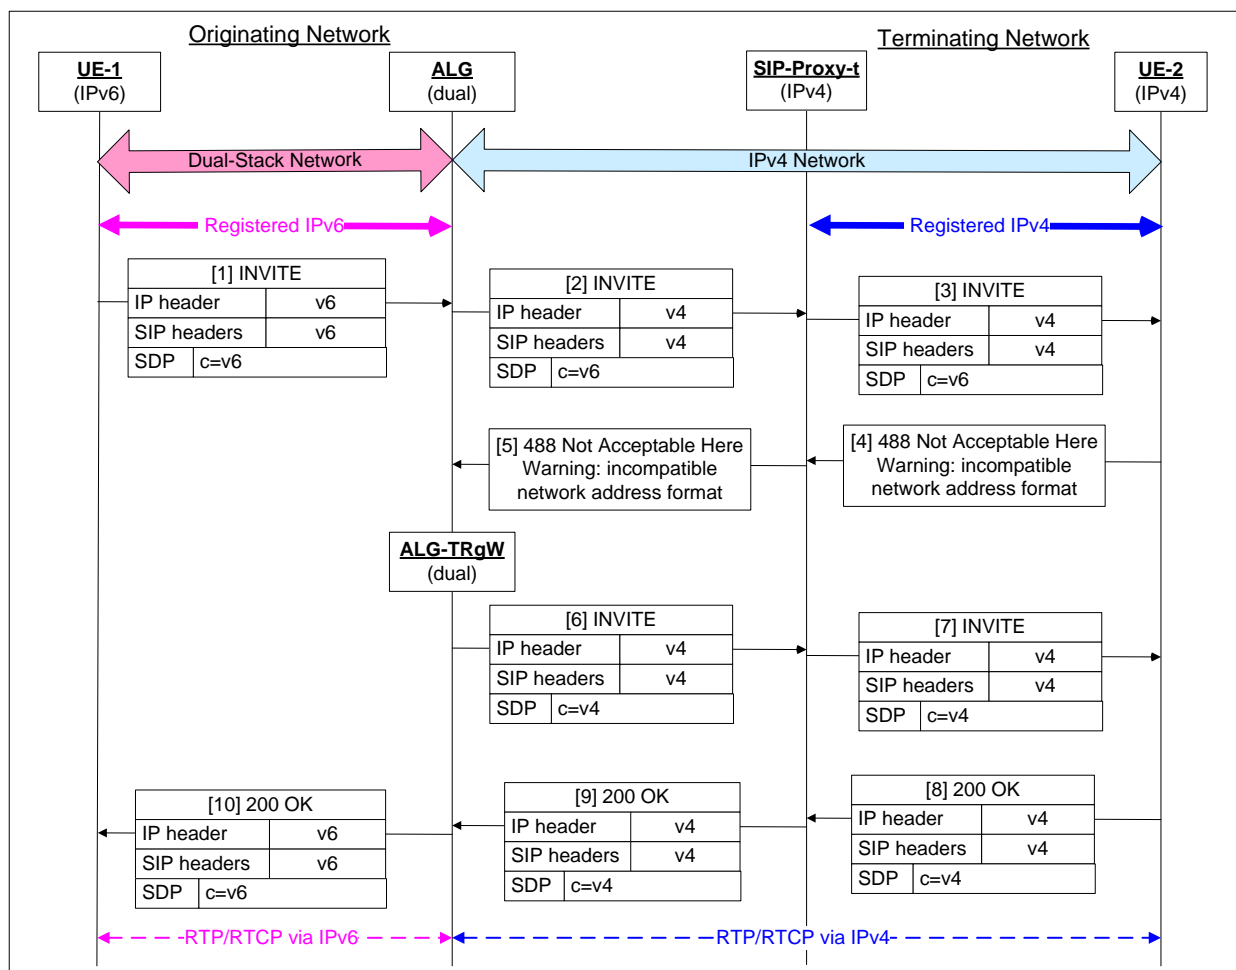 Originating Network
Terminating Network
UE-1
(IPv6)
ALG
(dual)
SIP-Proxy-t
(IPv4)
UE-2
(IPv4)
Dual-Stack Network
IPv4 Network
Registered IPv6
Registered IPv4
[1] INVITE
IP header v6
SIP headers v6
SDP c=v6
[2] INVITE
IP header v4
SIP headers v4
SDP c=v6
[3] INVITE
IP header v4
SIP headers v4
SDP c=v6
[5] 488 Not Acceptable Here
Warning: incompatible
network address format
[4] 488 Not Acceptable Here
Warning: incompatible
network address format
ALG-TRgW
(dual)
[6] INVITE
IP header v4
SIP headers v4
SDP c=v4
[7] INVITE
IP header v4
SIP headers v4
SDP c=v4
[10] 200 OK
IP header v6
SIP headers v6
SDP c=v6
[9] 200 OK
IP header v4
SIP headers v4
SDP c=v4
[8] 200 OK
IP header v4
SIP headers v4
SDP c=v4
RTP/RTCP via IPv6
RTP/RTCP via IPv4